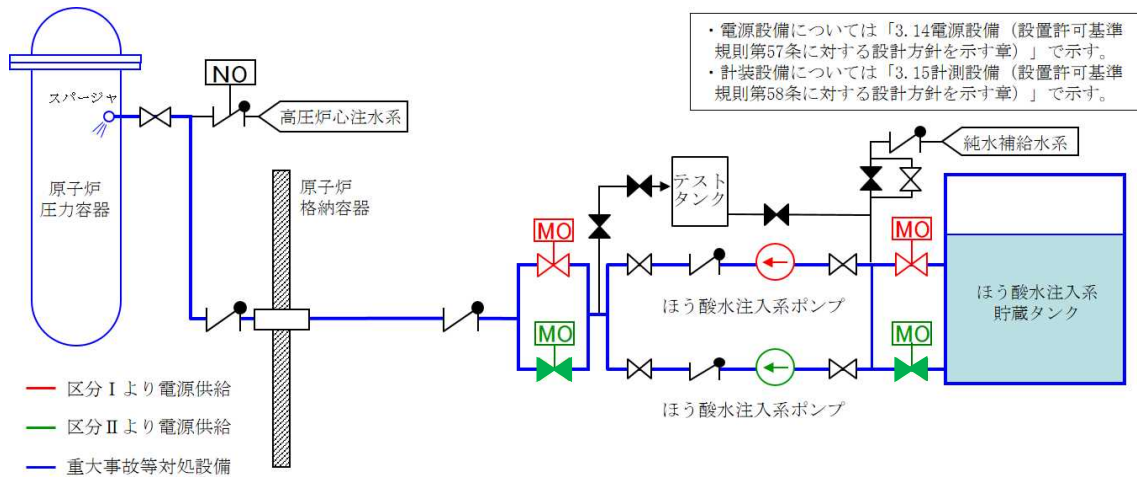 ・電源設備については「3.14電源設備（設置許可基準
規則第57条に対する設計方針を示す章）」で示す。
・計装設備については「3.15計測設備（設置許可基準
規則第58条に対する設計方針を示す章）」で示す。
NO
スパージャ
高圧炉心注水系
純水補給水系
テスト
タンク
原子炉
圧力容器
原子炉
格納容器
MO
MO
ほう酸水注入系ポンプ
ほう酸水注入系
貯蔵タンク
MO
MO
ほう酸水注入系ポンプ
区分Ⅰより電源供給
区分Ⅱより電源供給
重大事故等対処設備